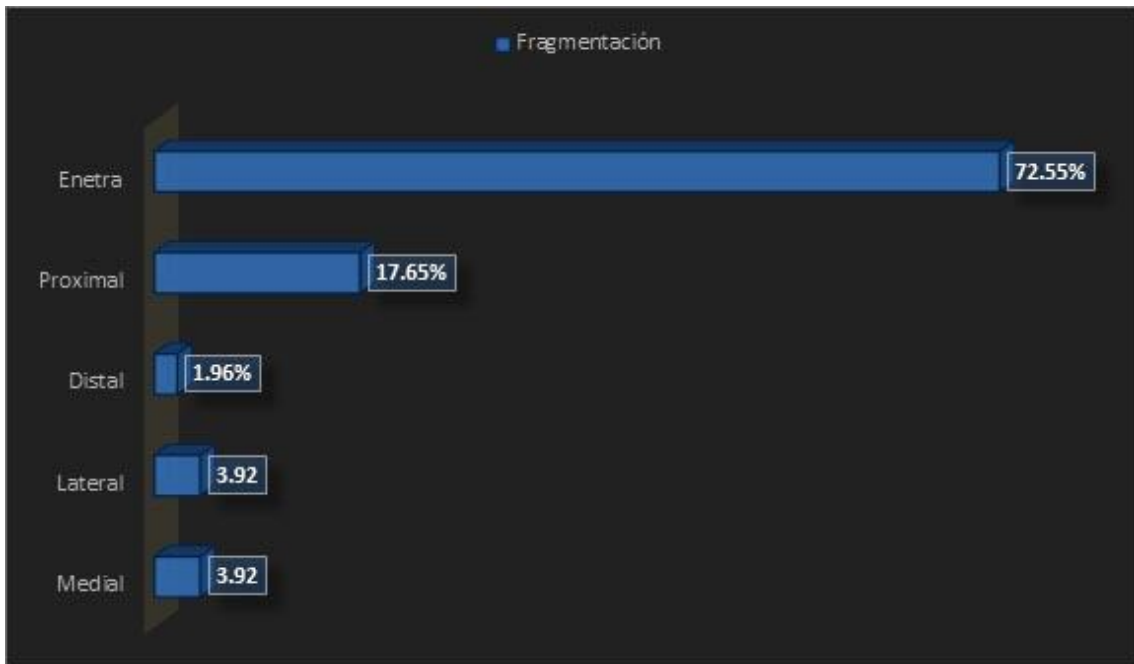 Fragmentación
Enetra 72.55%
Proximal 17.65%
Distal 1.96%
Lateral 3.92
Medial 3.92